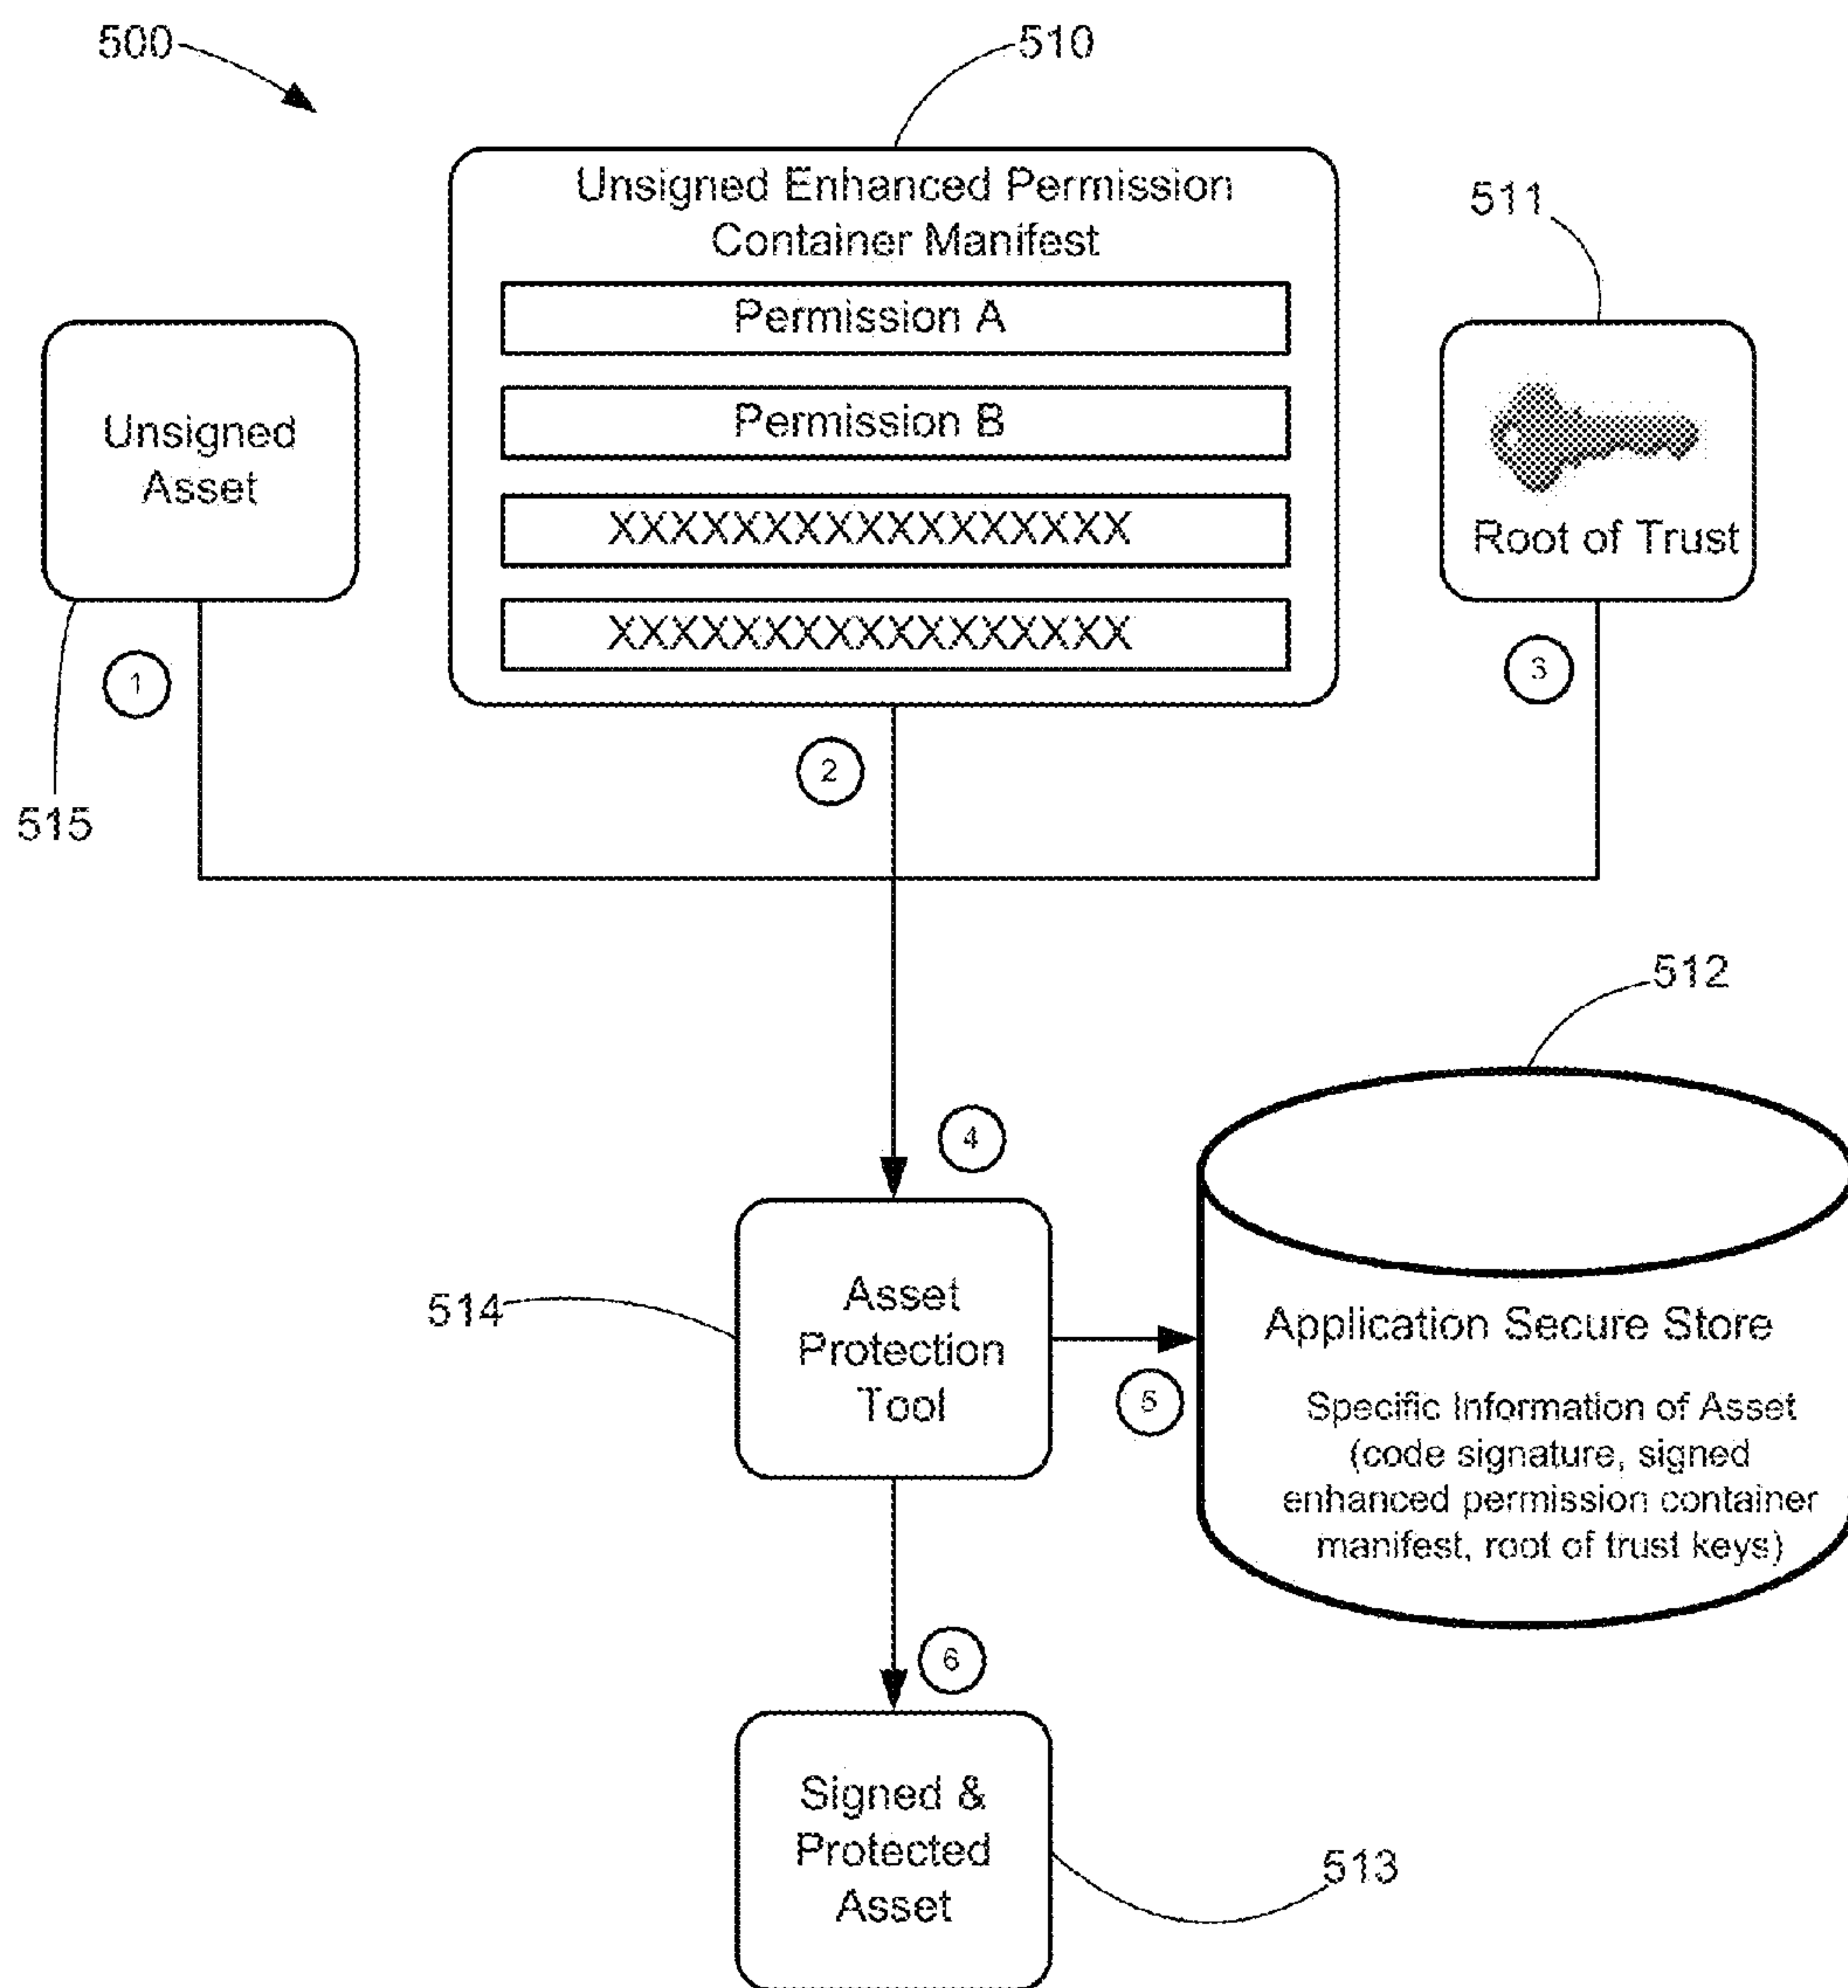 500
510
Unsigned Enhanced Permission
Container Manifest
511
Permission A
Permission B
XXXXXXXXXXXXXXXXX
XXXXXXXXXXXXXXXXX
Unsigned
Asset
Root of Trust
1
515
2
3
512
4
514
Asset
Protection
Tool
5
Application Secure Store
Specific Information of Asset
(code signature, signed
enhanced permission container
manifest, root of trust keys)
6
Signed &
Protected
Asset
513